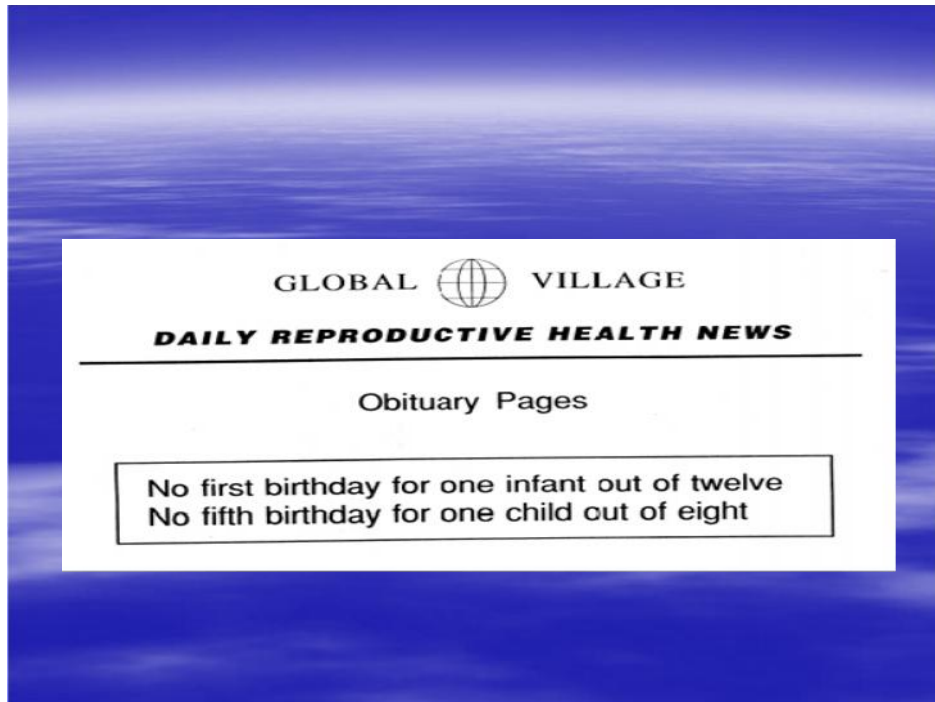 GLOBAL VILLAGE
DAILY REPRODUCTIVE HEALTH NEWS
Obituary Pages
No first birthday for one infant out of twelve
No fifth birthday for one child out of eight